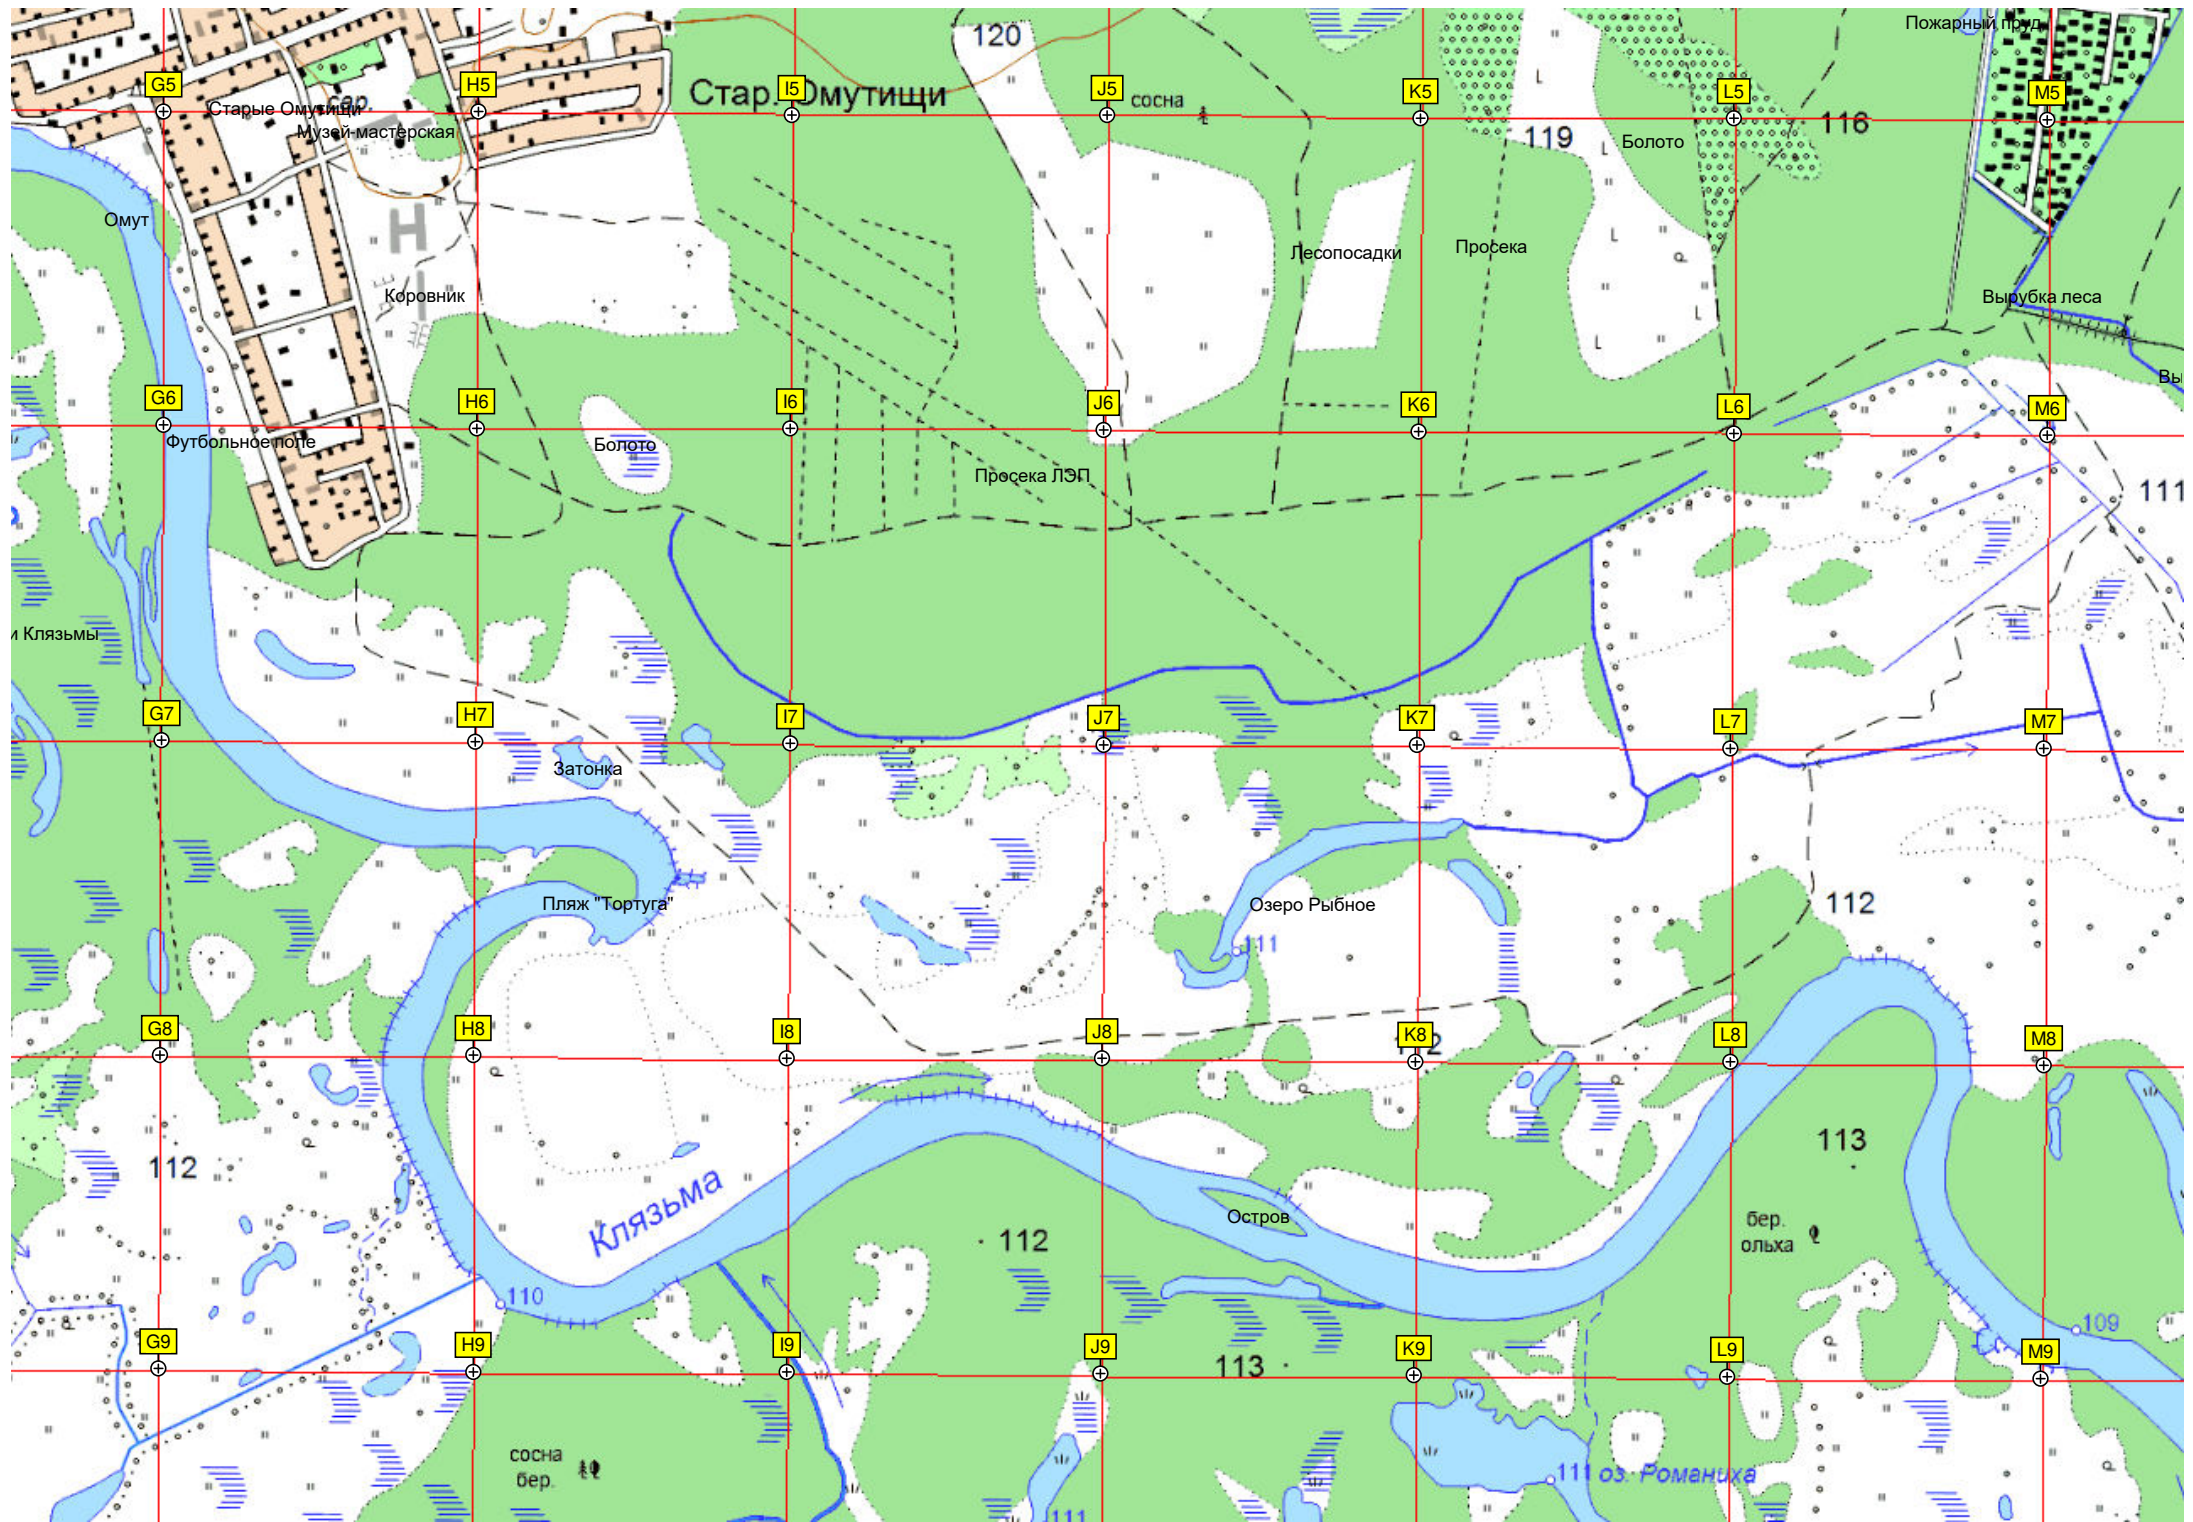 Пожарный пруд
120
G5
H5
I5
J5
K5
L5
M5
Стар. Омутищи
Старые Омутищи
сосна
Музей-мастерская
119
Болото
116
Омут
Н
Коровник
Лесопосадки
Просека
Вырубка леса
Вы
G6
H6
I6
J6
K6
L6
M6
Футбольное поле
Болото
Просека ЛЭП
111
и Клязьмы
G7
H7
I7
J7
K7
L7
M7
Затонка
Пляж "Тортуга"
Озеро Рыбное
112
111
G8
H8
I8
J8
K8
L8
M8
112
113
Клязьма
Остров
112
бер.
ольха
110
109
G9
H9
I9
J9
K9
L9
M9
113
сосна
бер.
111 оз. Романиха
111